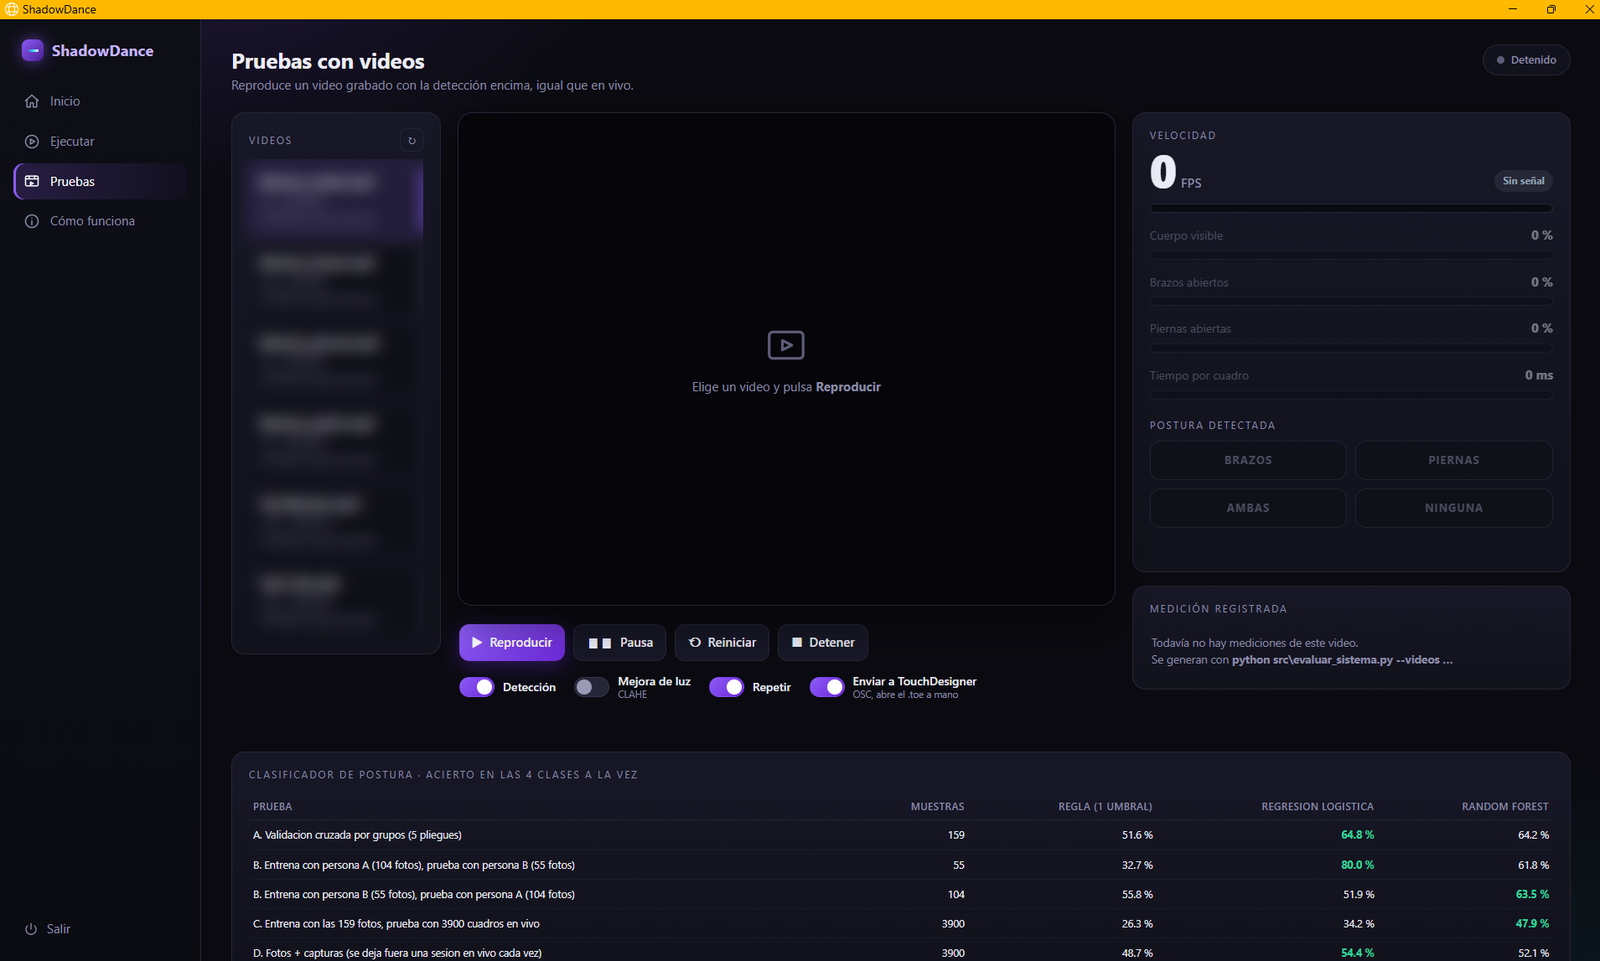 ShadowDance
ShadowDance
Inicio
Ejecutar
Pruebas
Cómo funciona
Salir
Pruebas con videos
Reproduce un video grabado con la detección encima, igual que en vivo.
Detenido
VIDEOS
Elige un video y pulsa Reproducir
Reproducir
Pausa
Reiniciar
Detener
Detección
Mejora de luz
CLAHE
Repetir
Enviar a TouchDesigner
OSC, abre el .toe a mano
VELOCIDAD
0 FPS
Sin señal
Cuerpo visible 0 %
Brazos abiertos 0 %
Piernas abiertas 0 %
Tiempo por cuadro 0 ms
POSTURA DETECTADA
BRAZOS PIERNAS
AMBAS NINGUNA
MEDICIÓN REGISTRADA
Todavía no hay mediciones de este video.
Se generan con python src\evaluar_sistema.py --videos ...
CLASIFICADOR DE POSTURA · ACIERTO EN LAS 4 CLASES A LA VEZ
PRUEBA MUESTRAS REGLA (1 UMBRAL) REGRESION LOGISTICA RANDOM FOREST
A. Validacion cruzada por grupos (5 pliegues) 159 51.6 % 64.8 % 64.2 %
B. Entrena con persona A (104 fotos), prueba con persona B (55 fotos) 55 32.7 % 80.0 % 61.8 %
B. Entrena con persona B (55 fotos), prueba con persona A (104 fotos) 104 55.8 % 51.9 % 63.5 %
C. Entrena con las 159 fotos, prueba con 3900 cuadros en vivo 3900 26.3 % 34.2 % 47.9 %
D. Fotos + capturas (se deja fuera una sesion en vivo cada vez) 3900 48.7 % 54.4 % 52.1 %